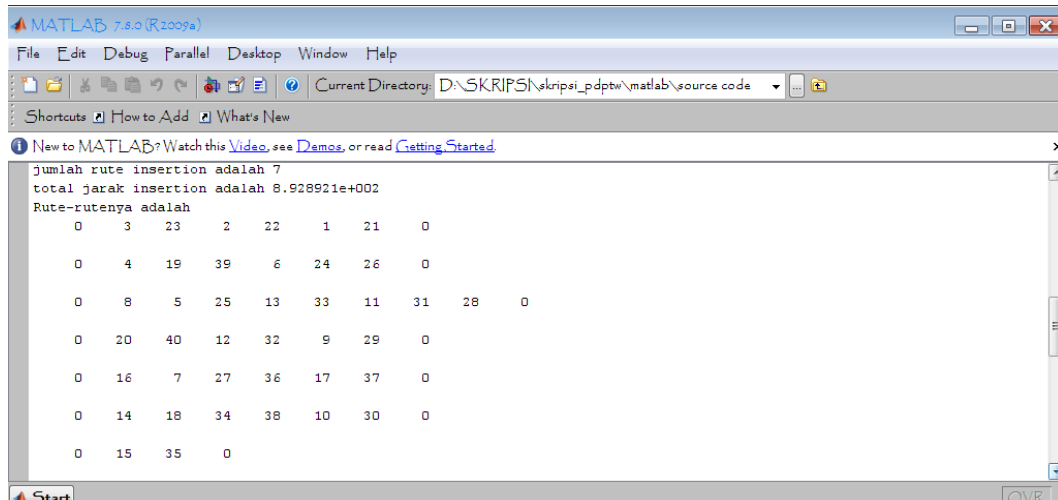 MATLAB 7.8.0 (R2009a)
File Edit Debug Parallel Desktop Window Help
Current Directory: D:\SKRIPSI\skripsi_pdptw\matlab\source code
Shortcuts How to Add What's New
New to MATLAB? Watch this Video, see Demos, or read Getting Started.
jumlah rute insertion adalah 7
total jarak insertion adalah 8.928921e+002
Rute-rutenya adalah
0 3 23 2 22 1 21 0
0 4 19 39 6 24 26 0
0 8 5 25 13 33 11 31 28 0
0 20 40 12 32 9 29 0
0 16 7 27 36 17 37 0
0 14 18 34 38 10 30 0
0 15 35 0
Start OVR